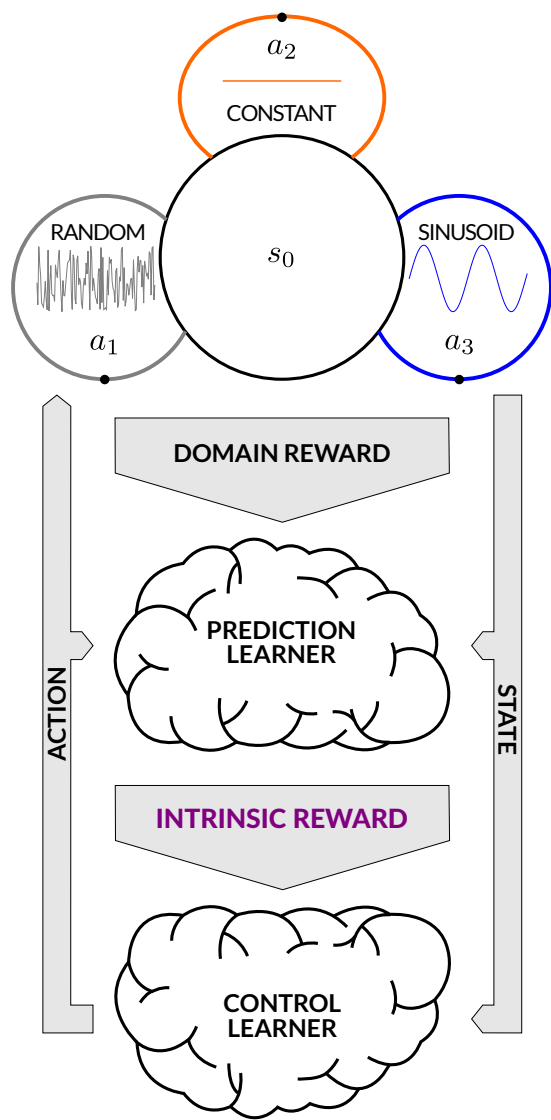 a2
CONSTANT
RANDOM
a1
s0
SINUSOID
a3
DOMAIN REWARD
PREDICTION
LEARNER
ACTION
STATE
INTRINSIC REWARD
CONTROL
LEARNER